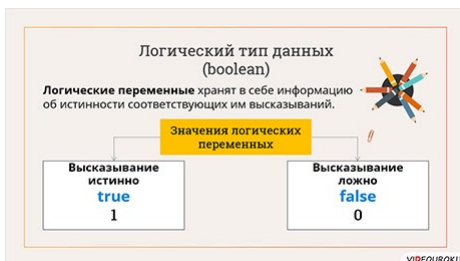 Логический тип данных
(boolean)
Логические переменные хранят в себе информацию
об истинности соответствующих им высказываний.
Значения логических
переменных
Высказывание
истинно
true
1
Высказывание
ложно
false
0